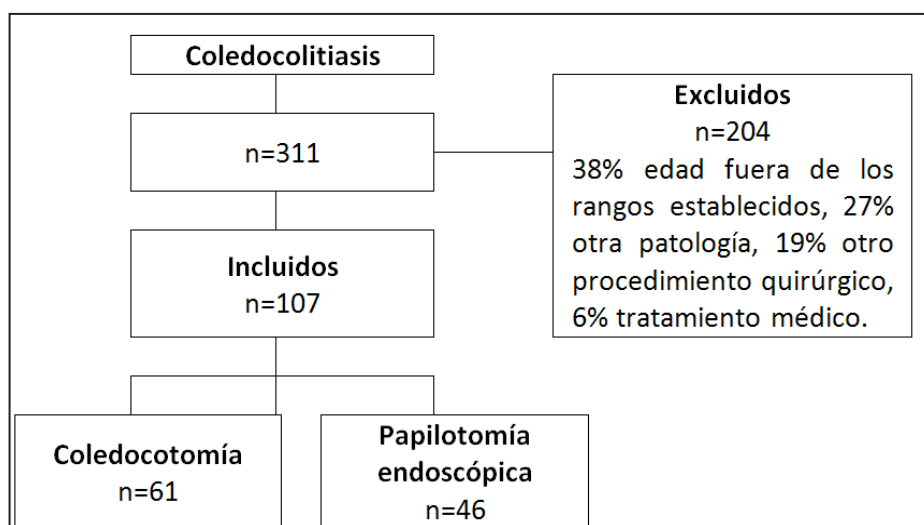 Coledocolitiasis
n=311
Excluidos
n=204
38% edad fuera de los
rangos establecidos, 27%
otra patología, 19% otro
procedimiento quirúrgico,
6% tratamiento médico.
Incluidos
n=107
Coledocotomía
n=61
Papilotomía
endoscópica
n=46